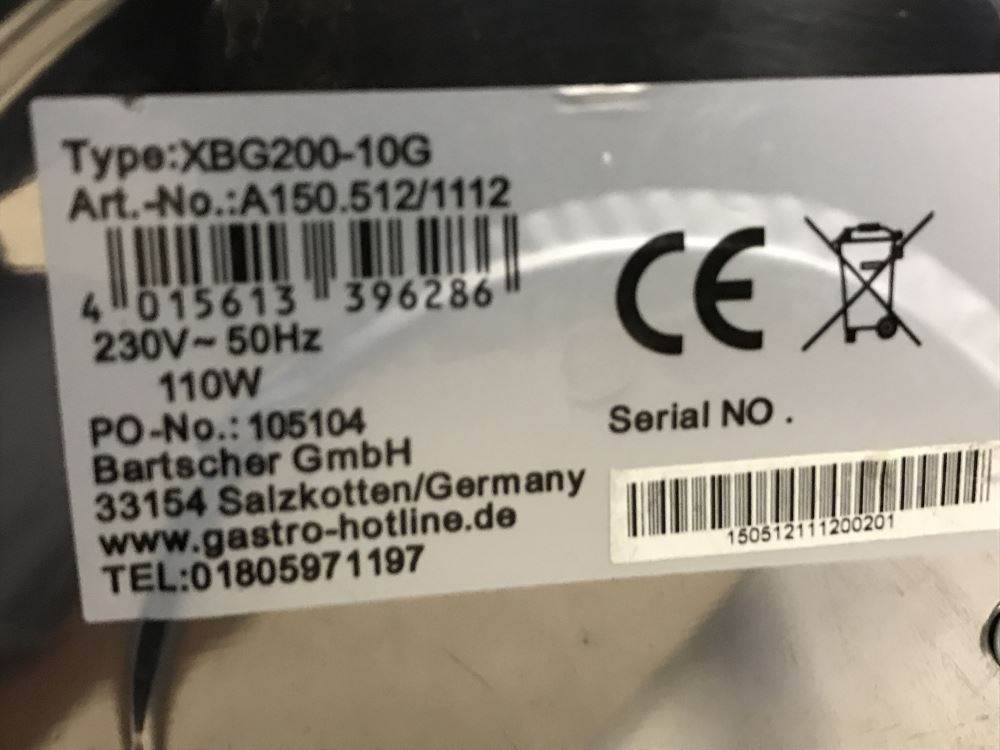 Type:XBG200-10G
Art.-No.:A150.512/1112
4 015613 396286
230V~ 50Hz
110W
PO-No.: 105104
Bartscher GmbH
33154 Salzkotten/Germany
www.gastro-hotline.de
TEL:01805971197
CE
Serial NO .
150512111200201